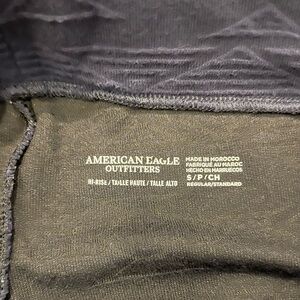 AMERICAN EAGLE
OUTFITTERS
HI-RISE / TAILLE HAUTE / TALLE ALTO
MADE IN MOROCCO
FABRIQUÉ AU MAROC
HECHO EN MARRUECOS
S / P / CH
REGULAR/STANDARD